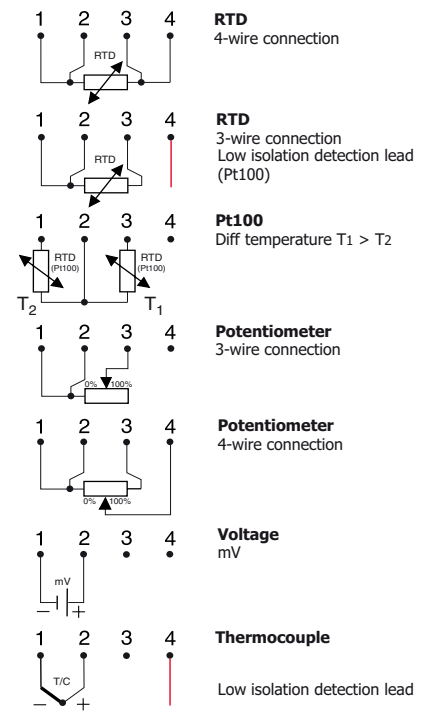 1 2 3 4
RTD
RTD
4-wire connection
1 2 3 4
RTD
RTD
3-wire connection
Low isolation detection lead
(Pt100)
1 2 3 4
RTD
(Pt100)
RTD
(Pt100)
T2
T1
Pt100
Diff temperature T1 > T2
1 2 3 4
0% 100%
Potentiometer
3-wire connection
1 2 3 4
0% 100%
Potentiometer
4-wire connection
1 2 3 4
mV
− +
Voltage
mV
1 2 3 4
T/C
− +
Thermocouple
Low isolation detection lead